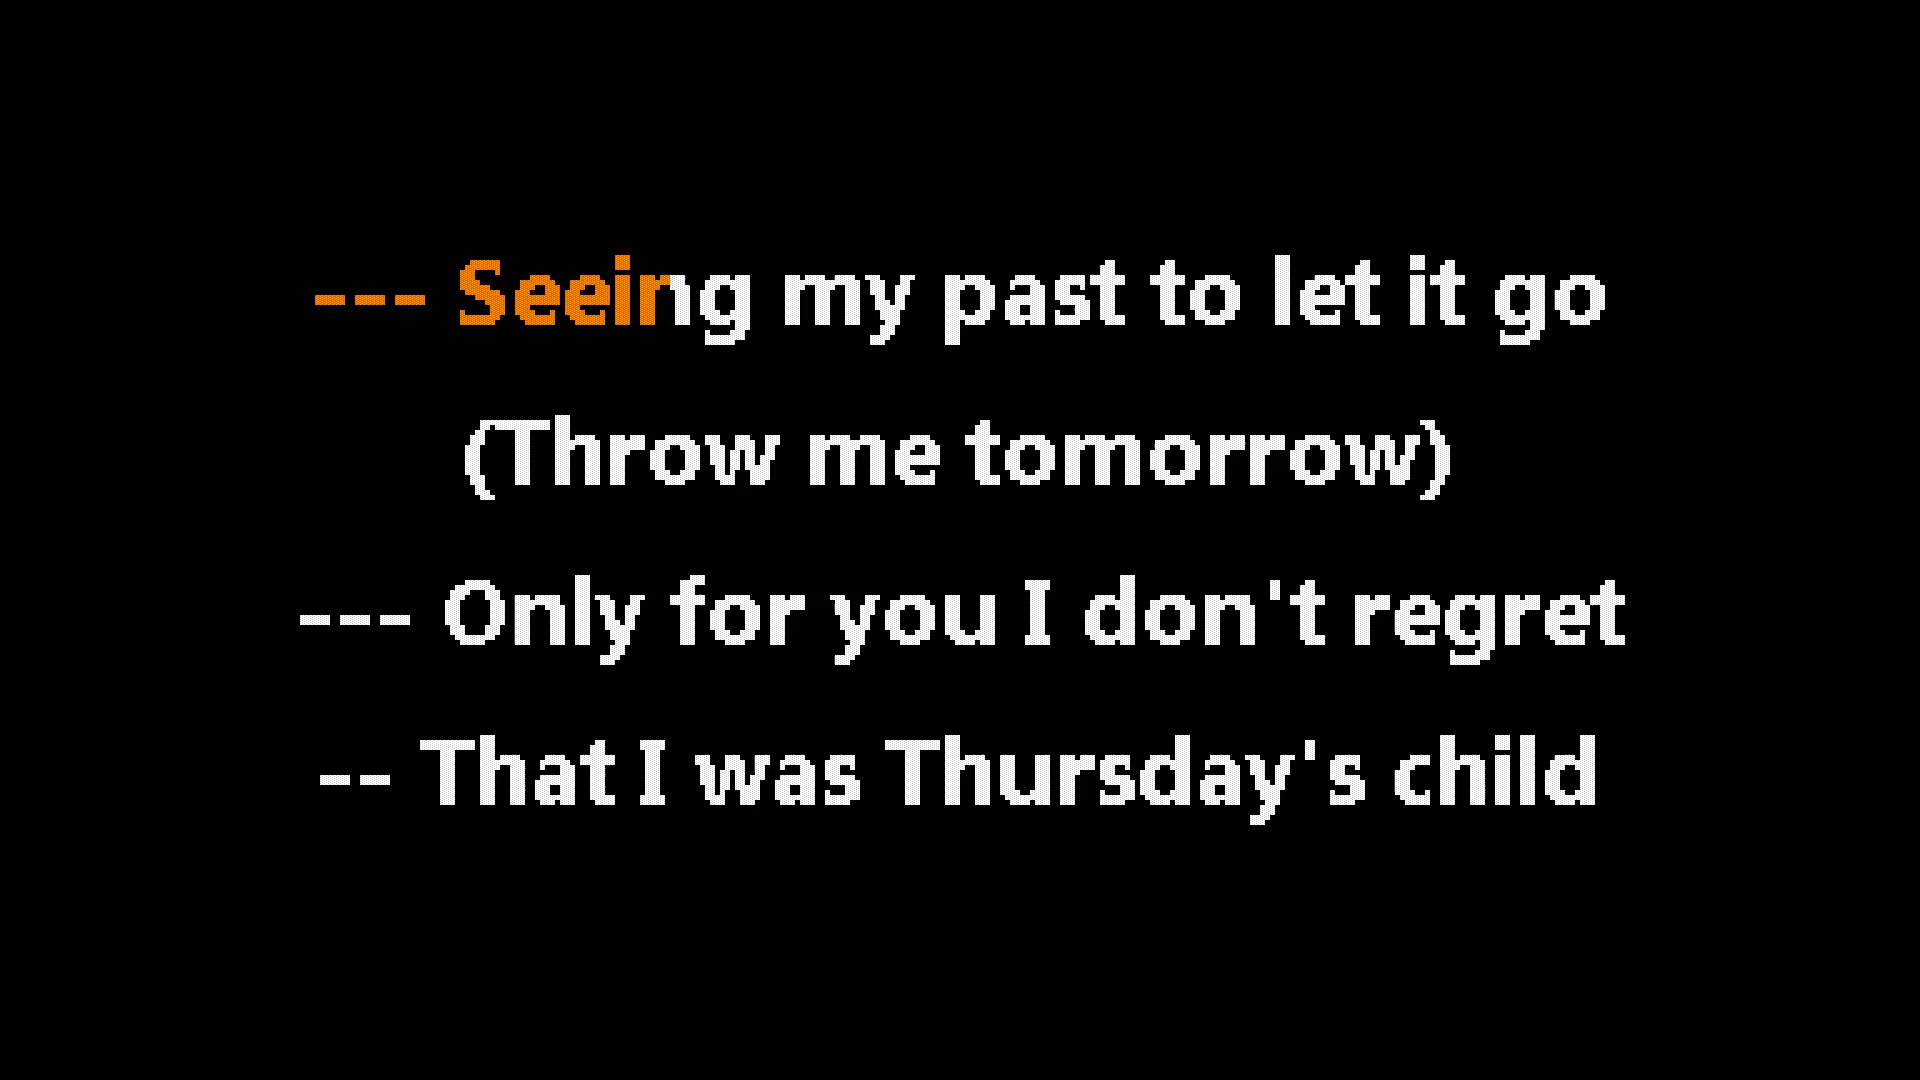 --- Seeing my past to let it go
(Throw me tomorrow)
--- Only for you I don't regret
-- That I was Thursday's child